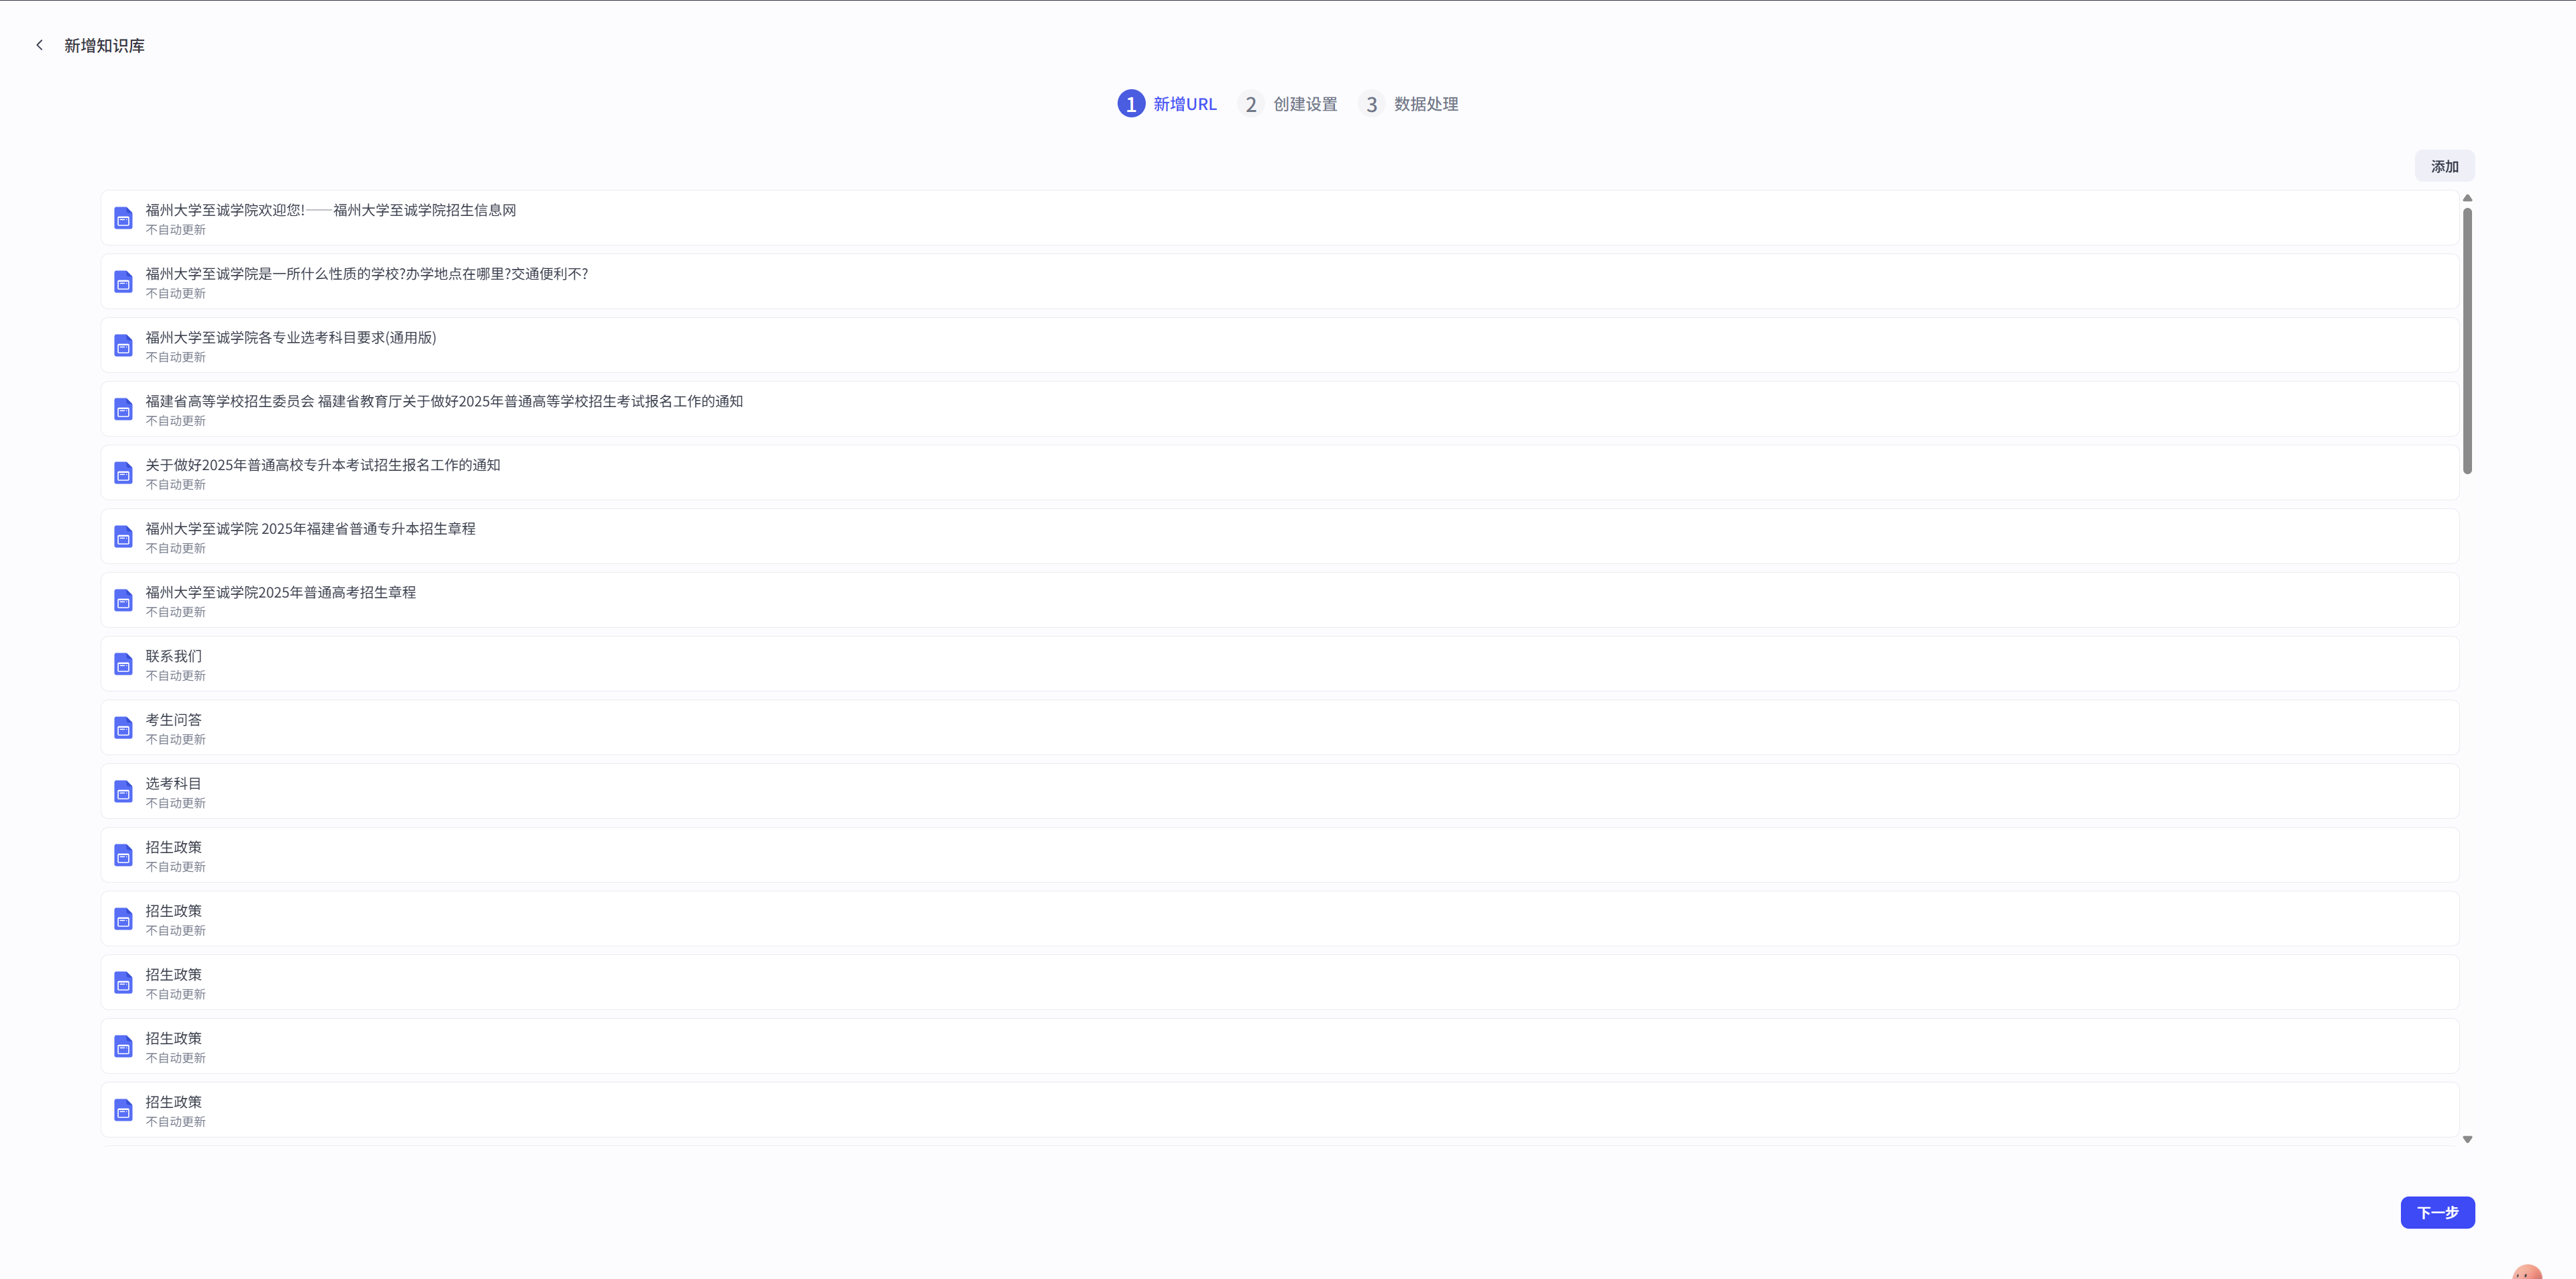 新增知识库
1 新增URL 2 创建设置 3 数据处理
添加
福州大学至诚学院欢迎您!——福州大学至诚学院招生信息网
不自动更新
福州大学至诚学院是一所什么性质的学校?办学地点在哪里?交通便利不?
不自动更新
福州大学至诚学院各专业选考科目要求(通用版)
不自动更新
福建省高等学校招生委员会 福建省教育厅关于做好2025年普通高等学校招生考试报名工作的通知
不自动更新
关于做好2025年普通高校专升本考试招生报名工作的通知
不自动更新
福州大学至诚学院 2025年福建省普通专升本招生章程
不自动更新
福州大学至诚学院2025年普通高考招生章程
不自动更新
联系我们
不自动更新
考生问答
不自动更新
选考科目
不自动更新
招生政策
不自动更新
招生政策
不自动更新
招生政策
不自动更新
招生政策
不自动更新
招生政策
不自动更新
下一步